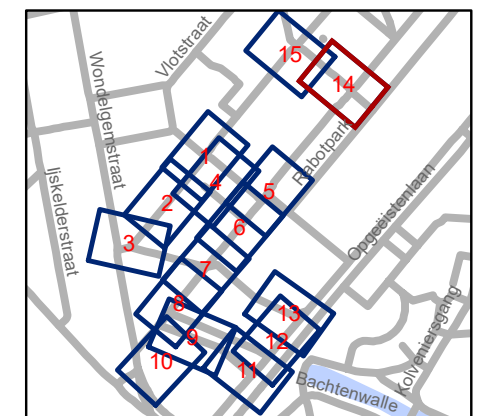 Vlotstraat
15
14
Wondelgemstraat
Rabotpark
1
4
5
Ijskelderstraat
2
Opgeëistenlaan
6
3
7
Kolveniersgang
8
13
9
12
10
11
Bachtenwalle